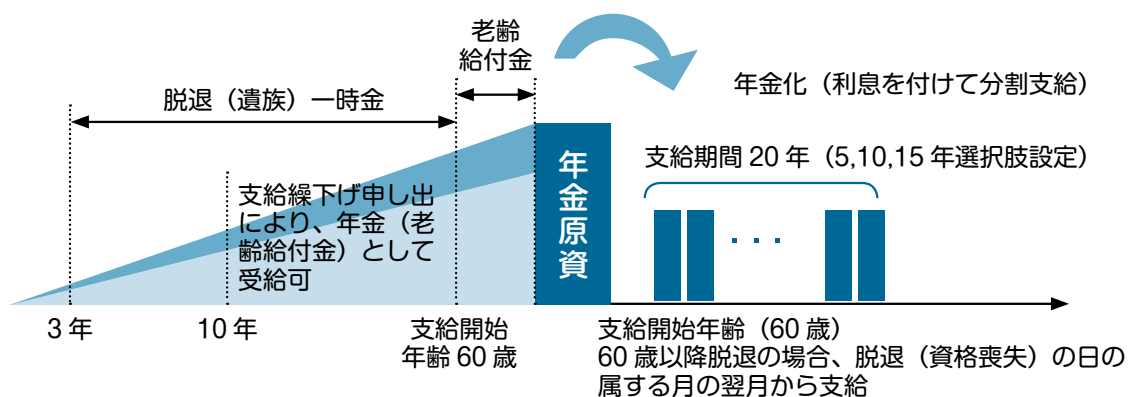 老齢
給付金
脱退（遺族）一時金
年金化（利息を付けて分割支給）
支給期間 20 年（5,10,15 年選択肢設定）
年金原資
支給繰下げ申し出
により、年金（老
齢給付金）として
受給可
・・・
3 年
10 年
支給開始
年齢 60 歳
支給開始年齢（60 歳）
60 歳以降脱退の場合、脱退（資格喪失）の日の
属する月の翌月から支給